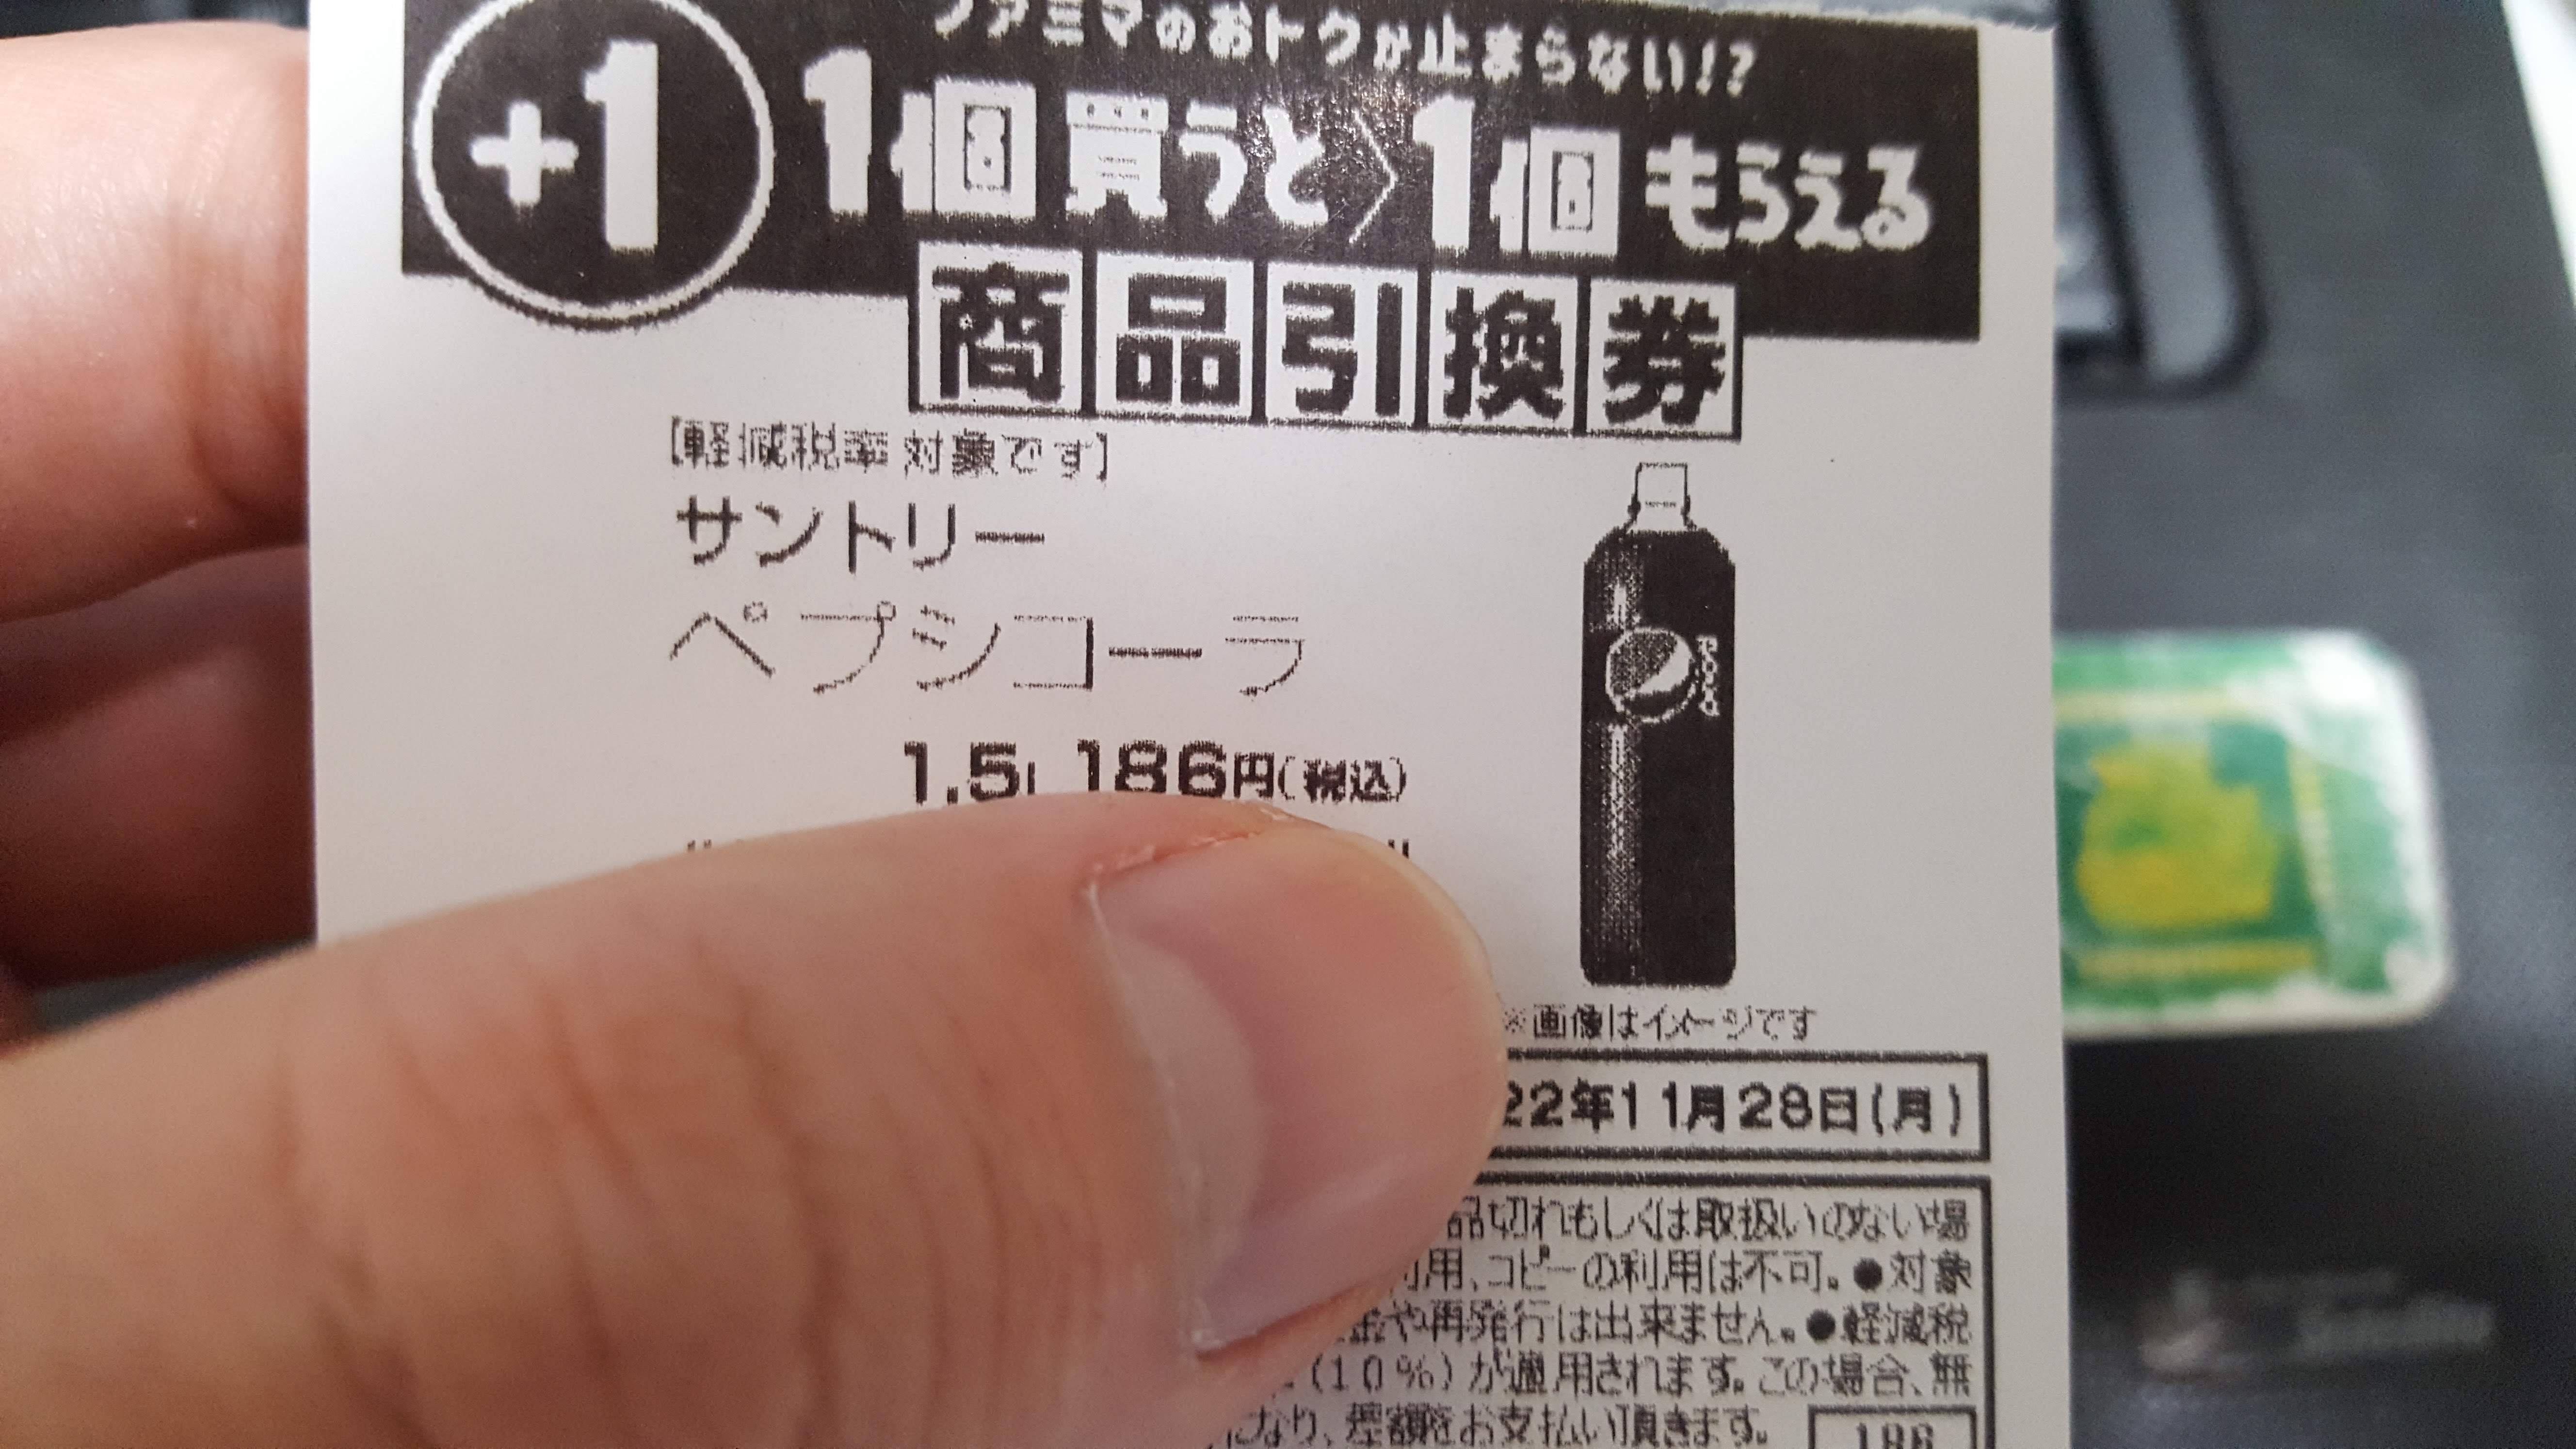 ファミマのおトクが止まらない!?
+1
1個買うと>1個もらえる
商品引換券
[軽減税率対象です]
サントリー
ペプシコーラ
1.5l 186円(税込)
pepsi
※画像はイメージです
22年11月28日(月)
品切れもしくは取扱いのない場
用、コピーの利用は不可。●対象
や再発行は出来ません。●軽減税
(10%)が適用されます。この場合、無
なり、差額をお支払い頂きます。
186